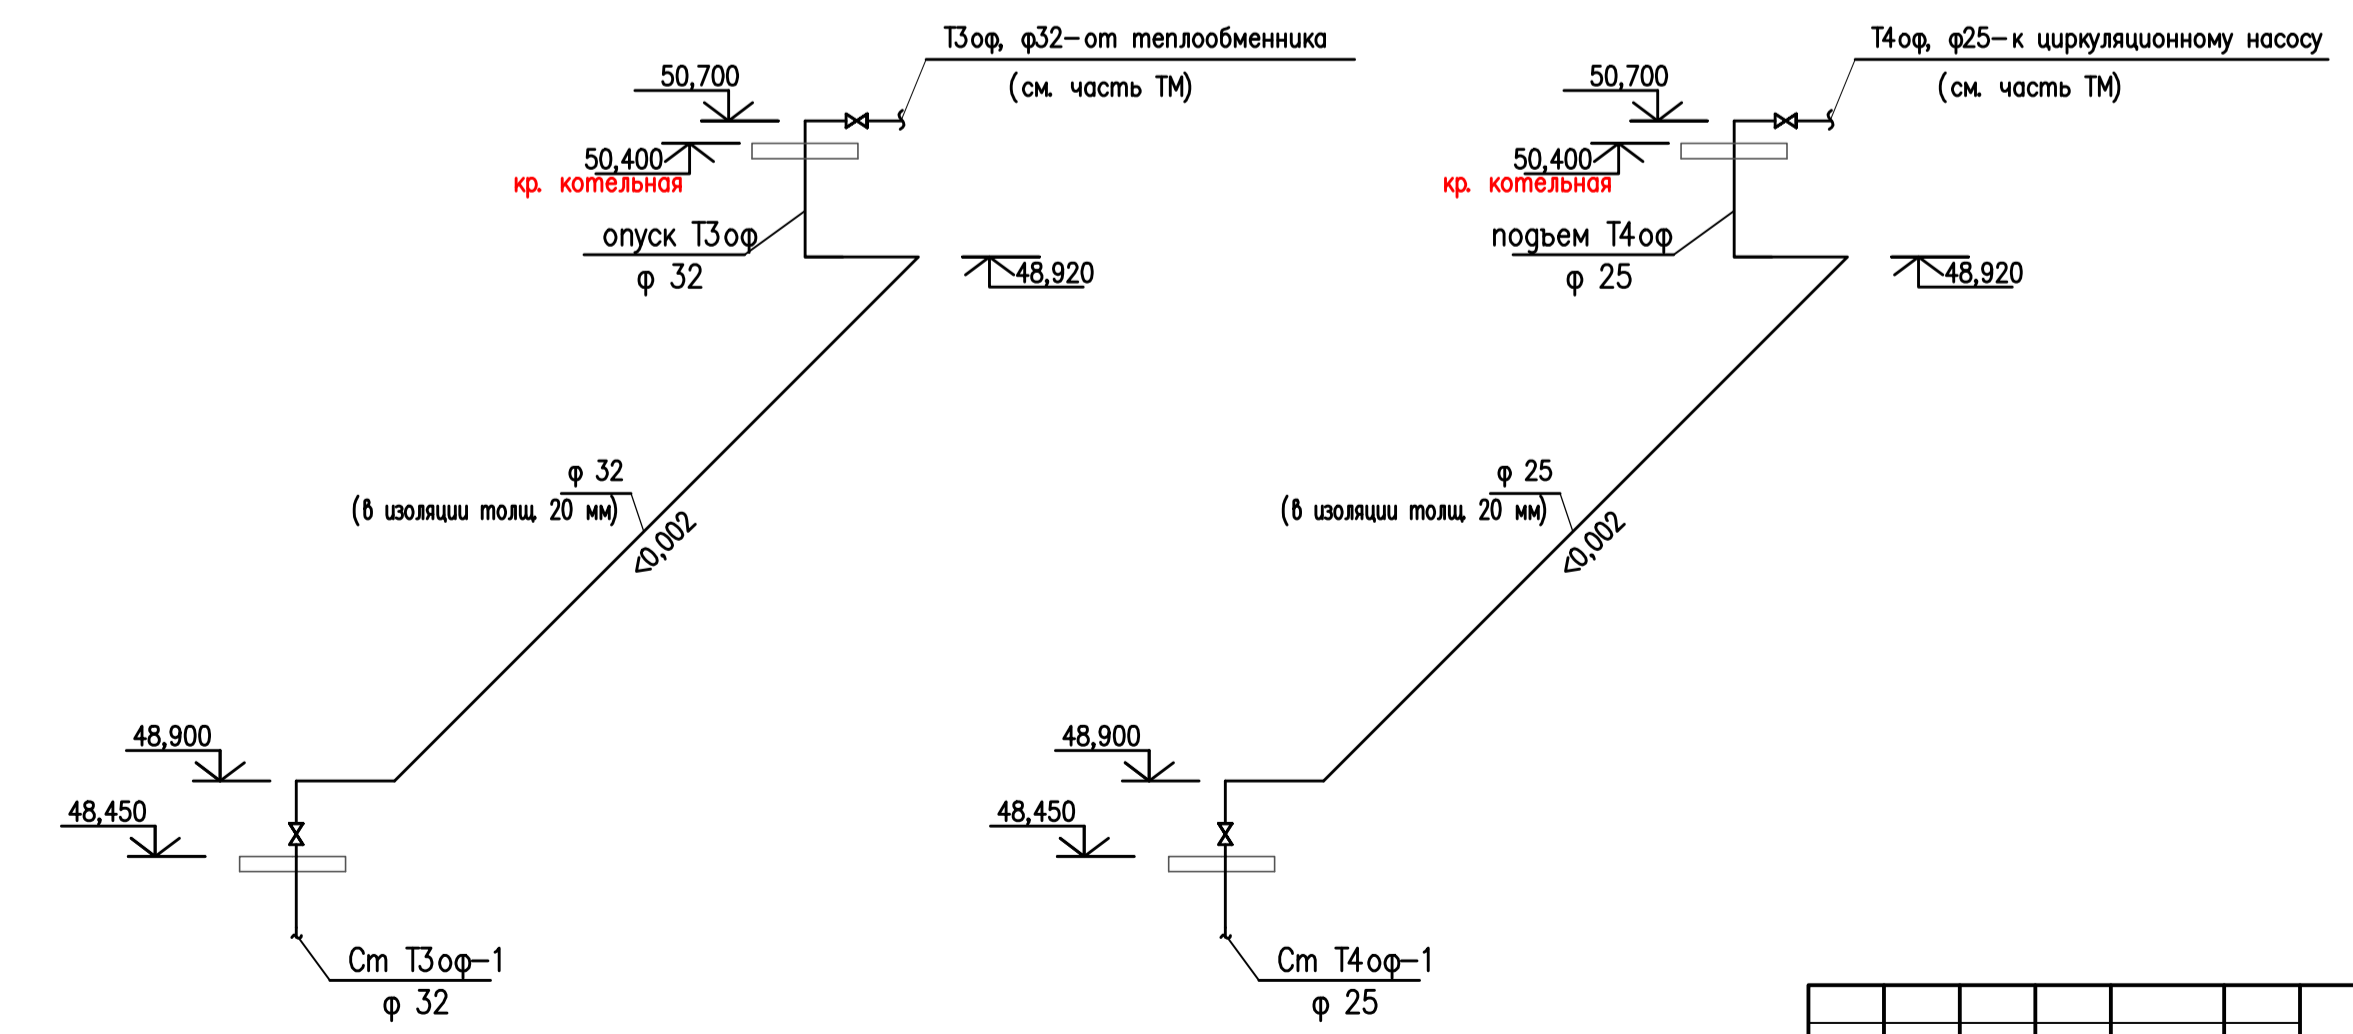 Т3оф, φ32-от теплообменника
(см. часть ТМ)
50,700
50,400
кр. котельная
опуск Т3оф
φ 32
48,920
φ 32
(в изоляции толщ. 20 мм)
<0,002
48,900
48,450
Ст Т3оф-1
φ 32
Т4оф, φ25-к циркуляционному насосу
(см. часть ТМ)
50,700
50,400
кр. котельная
подъем Т4оф
φ 25
48,920
φ 25
(в изоляции толщ. 20 мм)
<0,002
48,900
48,450
Ст Т4оф-1
φ 25